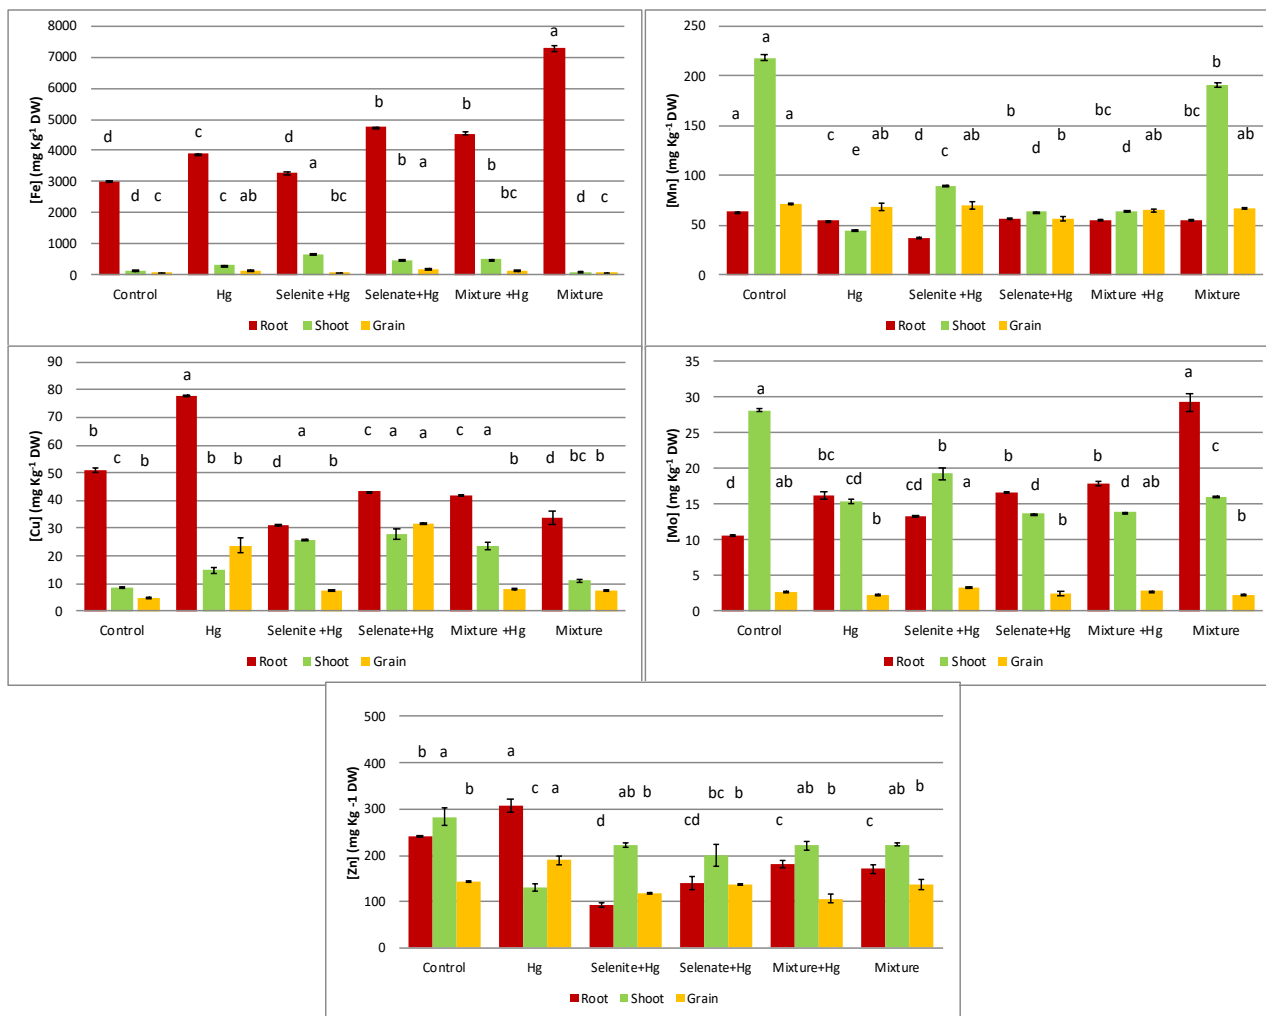 8000
7000
6000
5000
4000
3000
2000
1000
0
[Fe] (mg Kg-1 DW)
a
b b
c
d d
a b a b
d c c ab bc bc d c
Control Hg Selenite +Hg Selenate+Hg Mixture +Hg Mixture
Root Shoot Grain
250
200
150
100
50
0
[Mn] (mg Kg-1 DW)
a
b
a a b bc bc
c e ab d c ab d b d ab ab
Control Hg Selenite +Hg Selenate+Hg Mixture +Hg Mixture
Root Shoot Grain
90
80
70
60
50
40
30
20
10
0
[Cu] (mg Kg-1 DW)
a
b a c a a c a d
c b b b d b b bc b
Control Hg Selenite +Hg Selenate+Hg Mixture +Hg Mixture
Root Shoot Grain
35
30
25
20
15
10
5
0
[Mo] (mg Kg-1 DW)
a
a
bc b b b c
d ab cd cd a d d ab
b b b
Control Hg Selenite +Hg Selenate+Hg Mixture +Hg Mixture
Root Shoot Grain
500
400
300
200
100
0
[Zn] (mg Kg -1 DW)
b a a
b c a ab b bc b ab b ab b
d cd c c
Control Hg Selenite+Hg Selenate+Hg Mixture+Hg Mixture
Root Shoot Grain